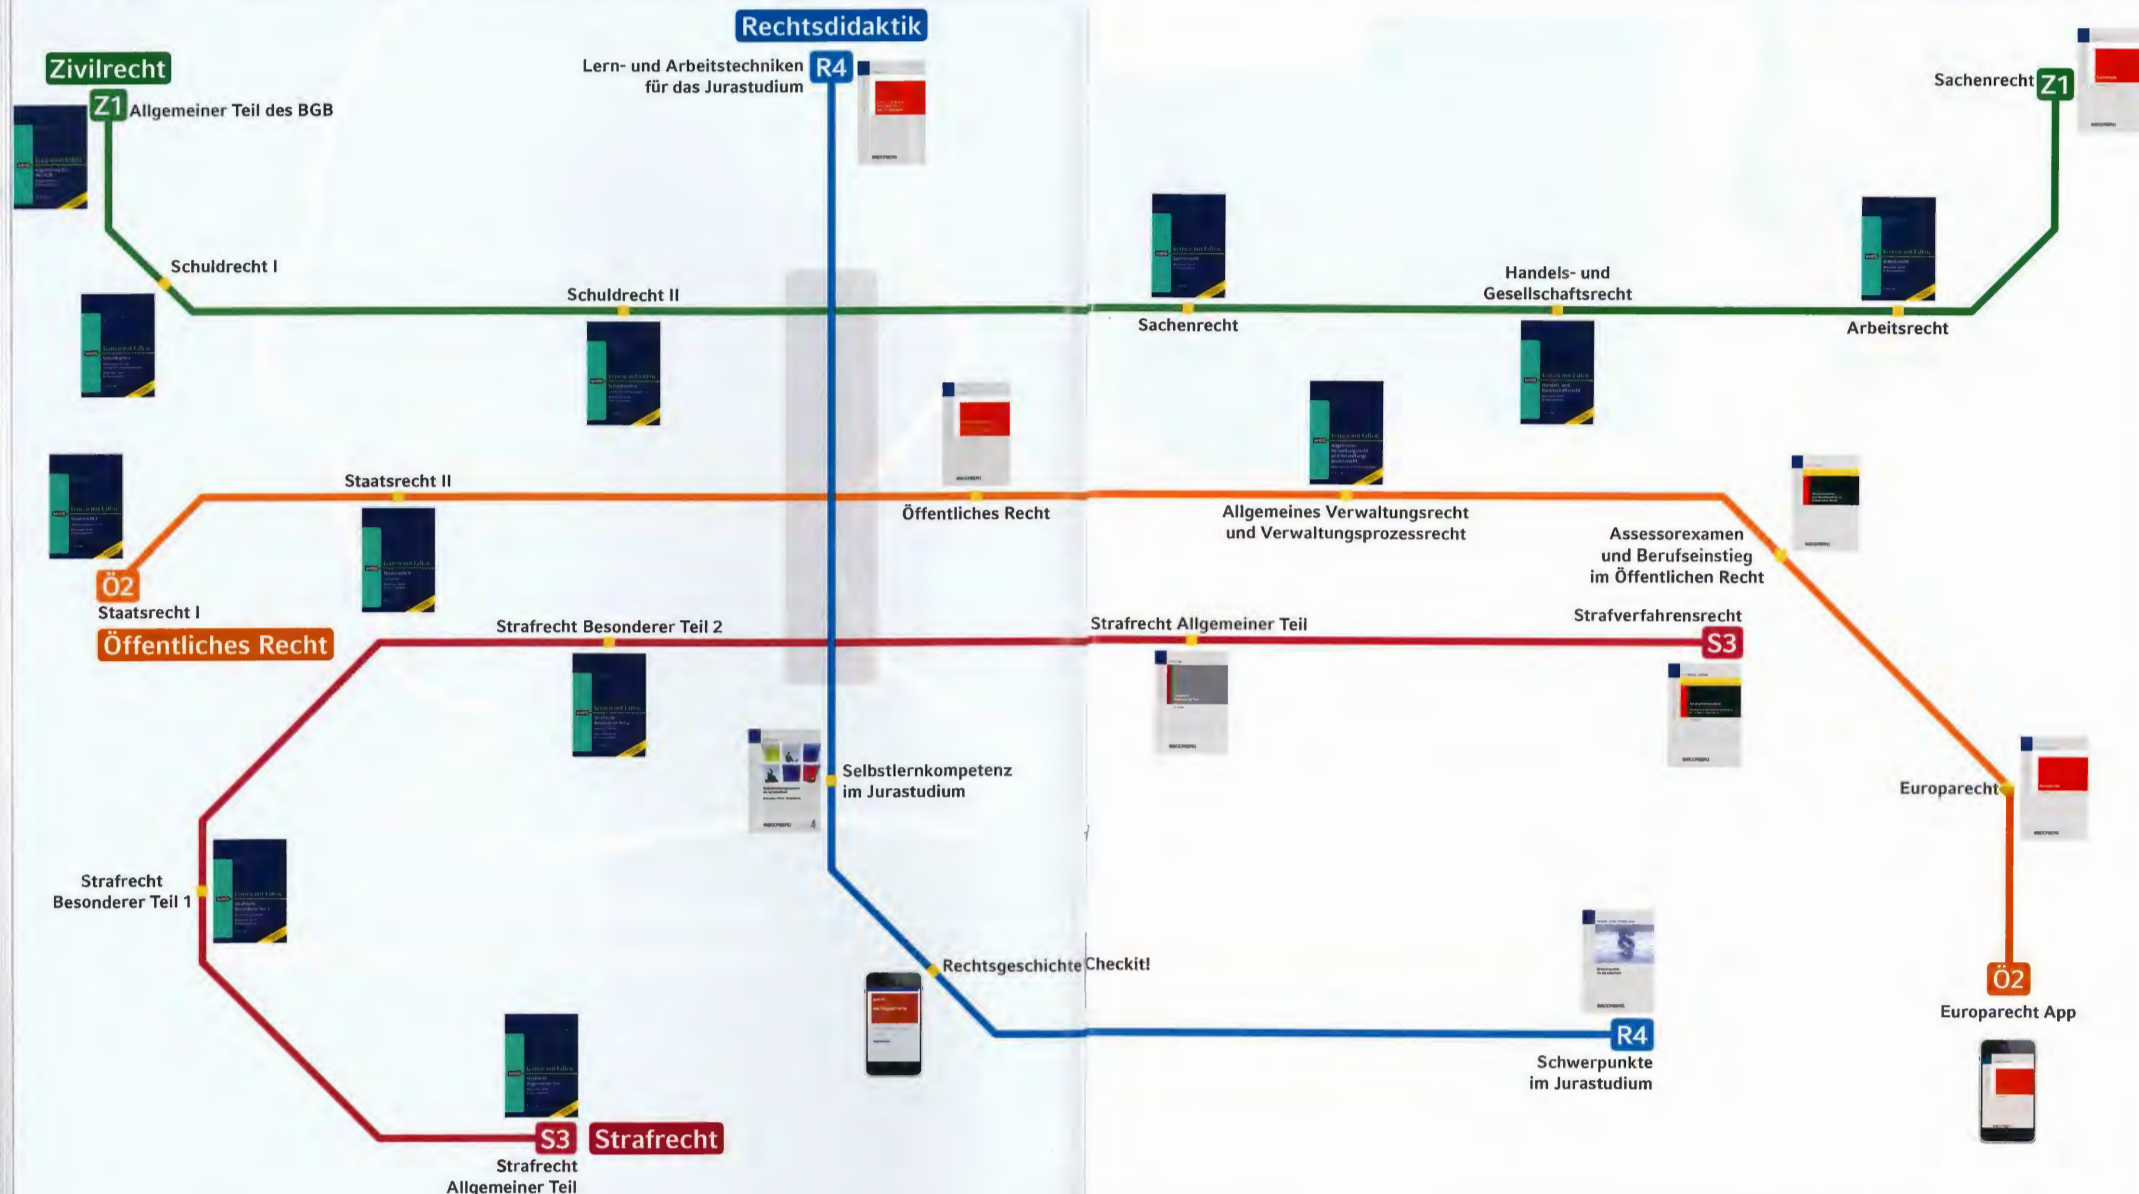 Rechtsdidaktik
Zivilrecht
R4
Lern- und Arbeitstechniken
für das Jurastudium
Z1
Allgemeiner Teil des BGB
Sachenrecht
Z1
Schuldrecht I
Schuldrecht II
Sachenrecht
Handels- und
Gesellschaftsrecht
Arbeitsrecht
Staatsrecht II
Öffentliches Recht
Allgemeines Verwaltungsrecht
und Verwaltungsprozessrecht
Assessorexamen
und Berufseinstieg
im Öffentlichen Recht
Ö2
Staatsrecht I
Öffentliches Recht
Strafrecht Besonderer Teil 2
Strafrecht Allgemeiner Teil
Strafverfahrensrecht
S3
Selbstlernkompetenz
im Jurastudium
Europarecht
Strafrecht
Besonderer Teil 1
Rechtsgeschichte Checkit!
Ö2
Europarecht App
R4
Schwerpunkte
im Jurastudium
S3
Strafrecht
Strafrecht
Allgemeiner Teil